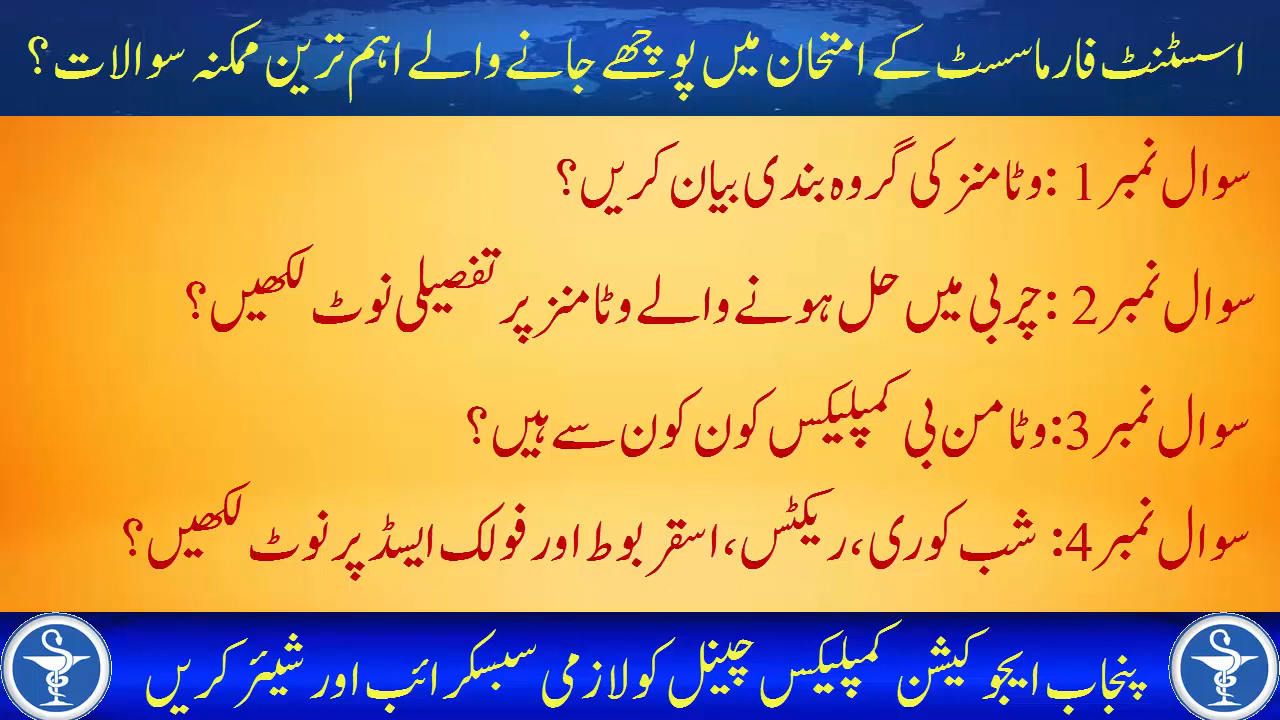 اسسٹنٹ فارماسسٹ کے امتحان میں پوچھے جانے والے اہم ترین ممکنہ سوالات؟
سوال نمبر 1 :وٹامنز کی گروہ بندی بیان کریں؟
سوال نمبر 2 :چربی میں حل ہونے والے وٹامنز پر تفصیلی نوٹ لکھیں؟
سوال نمبر 3:وٹامن بی کمپلیکس کون کون سے ہیں؟
سوال نمبر 4: شب کوری، ریکٹس، اسقربوط اور فولک ایسڈ پر نوٹ لکھیں؟
پنجاب ایجوکیشن کمپلیکس چینل کو لازمی سبسکرائب اور شیئر کریں